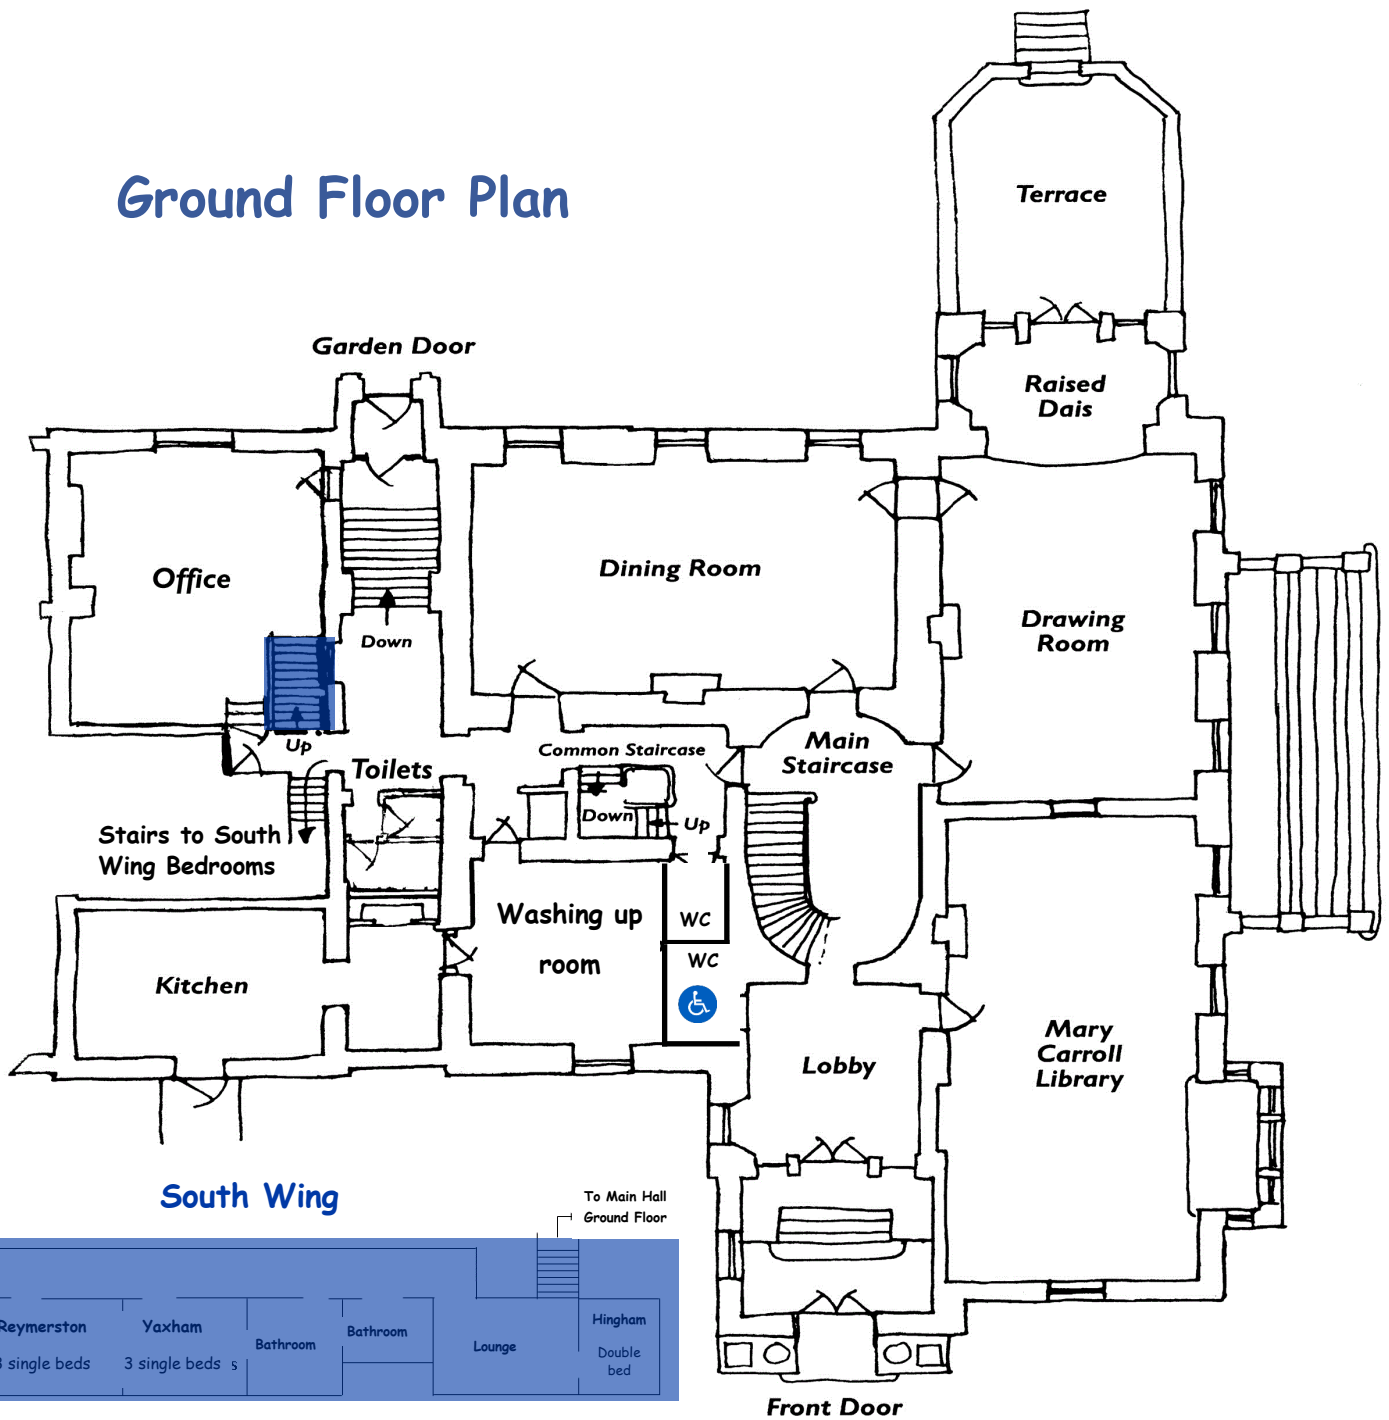 Ground Floor Plan
Terrace
Garden Door
Raised
Dais
Office
Dining Room
Down
Drawing
Room
Up
Common Staircase
Main
Staircase
Toilets
Down
Up
Stairs to South
Wing Bedrooms
Washing up
room
WC
WC
Kitchen
Mary
Carroll
Library
Lobby
South Wing
To Main Hall
Ground Floor
Reymerston
3 single beds
Yaxham
3 single beds s
Bathroom
Bathroom
Lounge
Hingham
Double
bed
Front Door